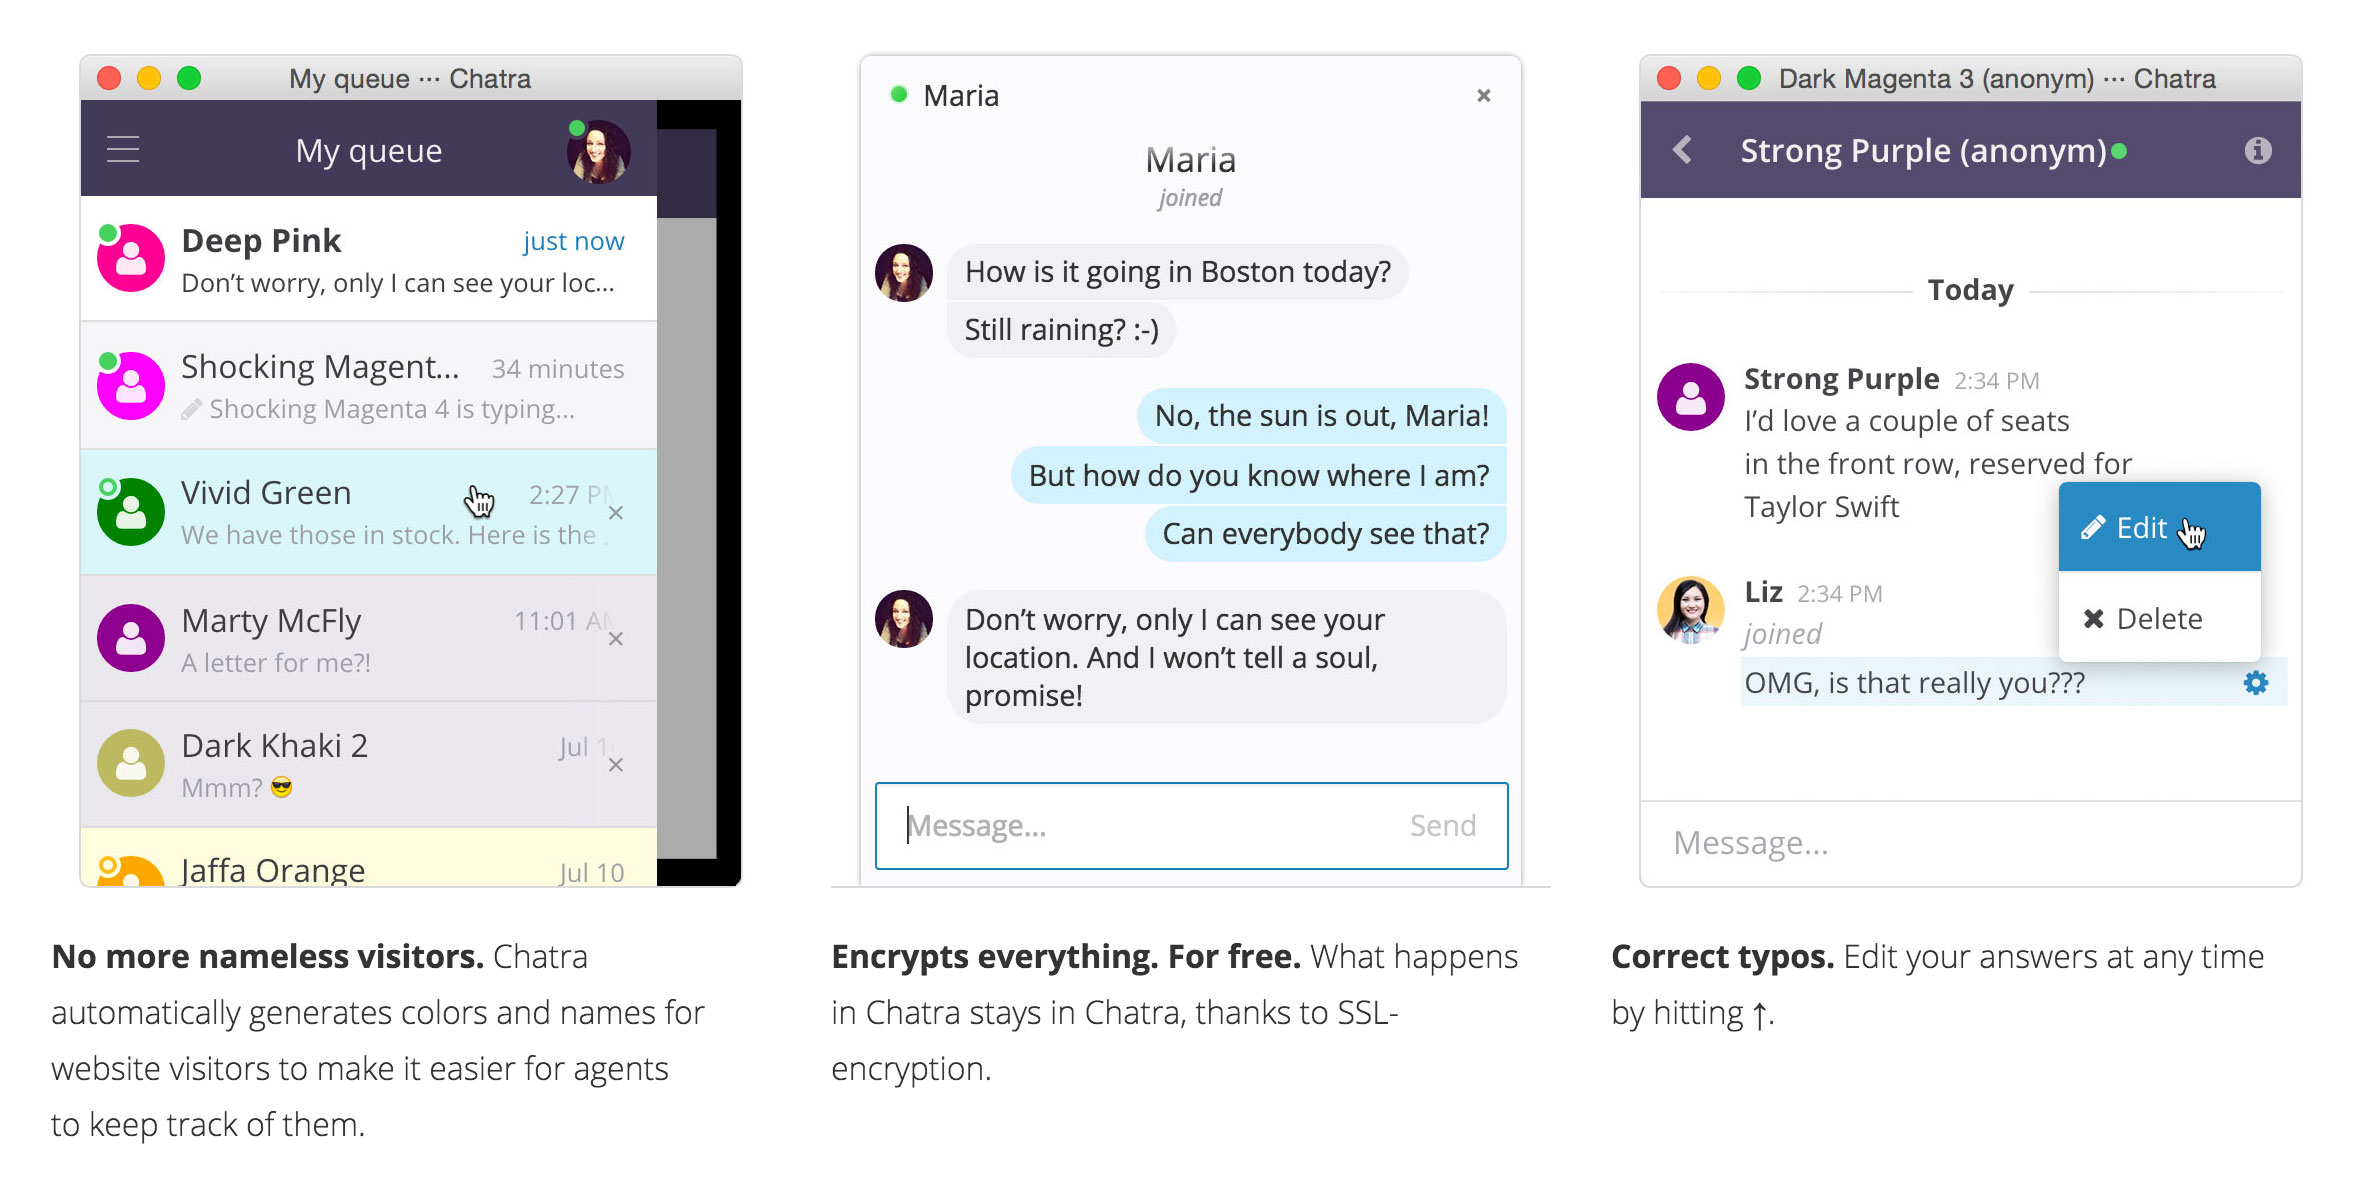 My queue ··· Chatra
My queue
Deep Pink
just now
Don’t worry, only I can see your loc...
Shocking Magent...
34 minutes
Shocking Magenta 4 is typing...
Vivid Green
2:27 PM
We have those in stock. Here is the ...
Marty McFly
11:01 AM
A letter for me?!
Dark Khaki 2
Jul
Mmm? 😎
Jaffa Orange
Jul 10
No more nameless visitors. Chatra
automatically generates colors and names for
website visitors to make it easier for agents
to keep track of them.
Maria
×
Maria
joined
How is it going in Boston today?
Still raining? :-)
No, the sun is out, Maria!
But how do you know where I am?
Can everybody see that?
Don’t worry, only I can see your
location. And I won’t tell a soul,
promise!
Message...
Send
Encrypts everything. For free. What happens
in Chatra stays in Chatra, thanks to SSL-
encryption.
Dark Magenta 3 (anonym) ··· Chatra
Strong Purple (anonym)
Today
Strong Purple 2:34 PM
I’d love a couple of seats
in the front row, reserved for
Taylor Swift
Edit
Delete
Liz 2:34 PM
joined
OMG, is that really you???
Message...
Correct typos. Edit your answers at any time
by hitting ↑.